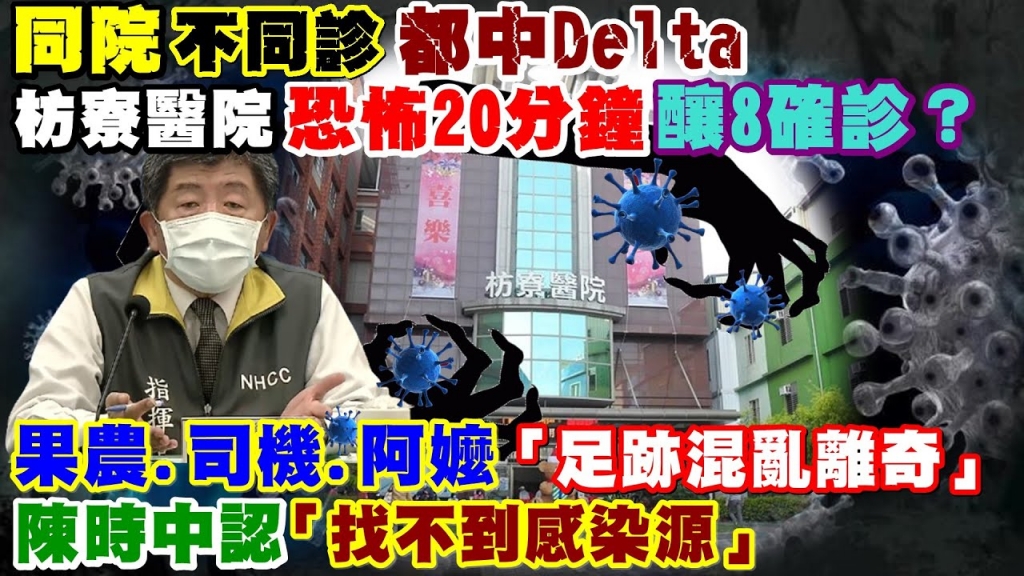 同院不同診 都中Delta
枋寮醫院 恐怖20分鐘 釀8確診？
喜樂
枋寮醫院
NHCC
指揮
果農.司機.阿嬤「足跡混亂離奇」
陳時中認「找不到感染源」